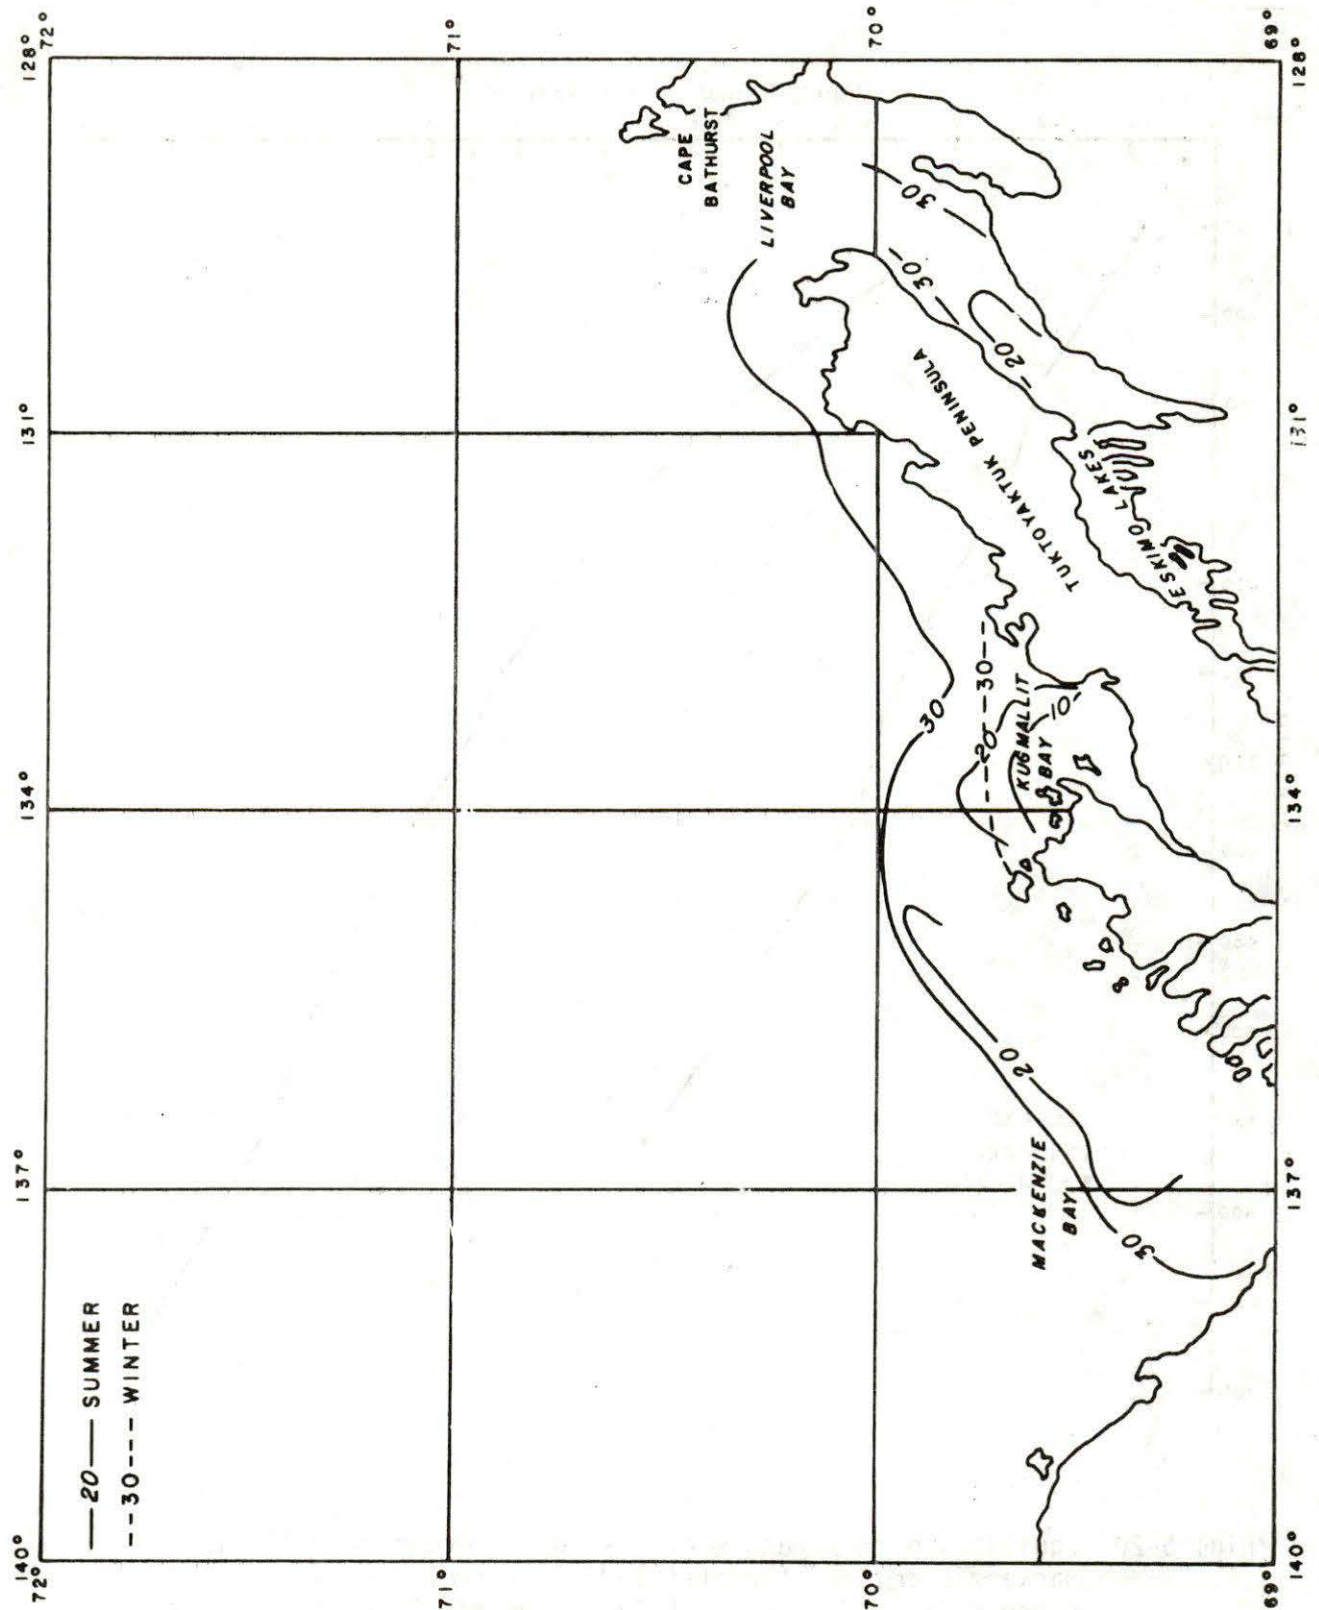 140°
137°
134°
131°
128°
72°
72°
—20— SUMMER
--30--- WINTER
71°
71°
CAPE
BATHURST
LIVERPOOL
BAY
70°
70°
30
30
30
20
30
20
10
20
30
TUKTOYAKTUK PENINSULA
KUGMALLIT
BAY
MACKENZIE
BAY
ESKIMO LAKES
69°
69°
140°
137°
134°
131°
128°